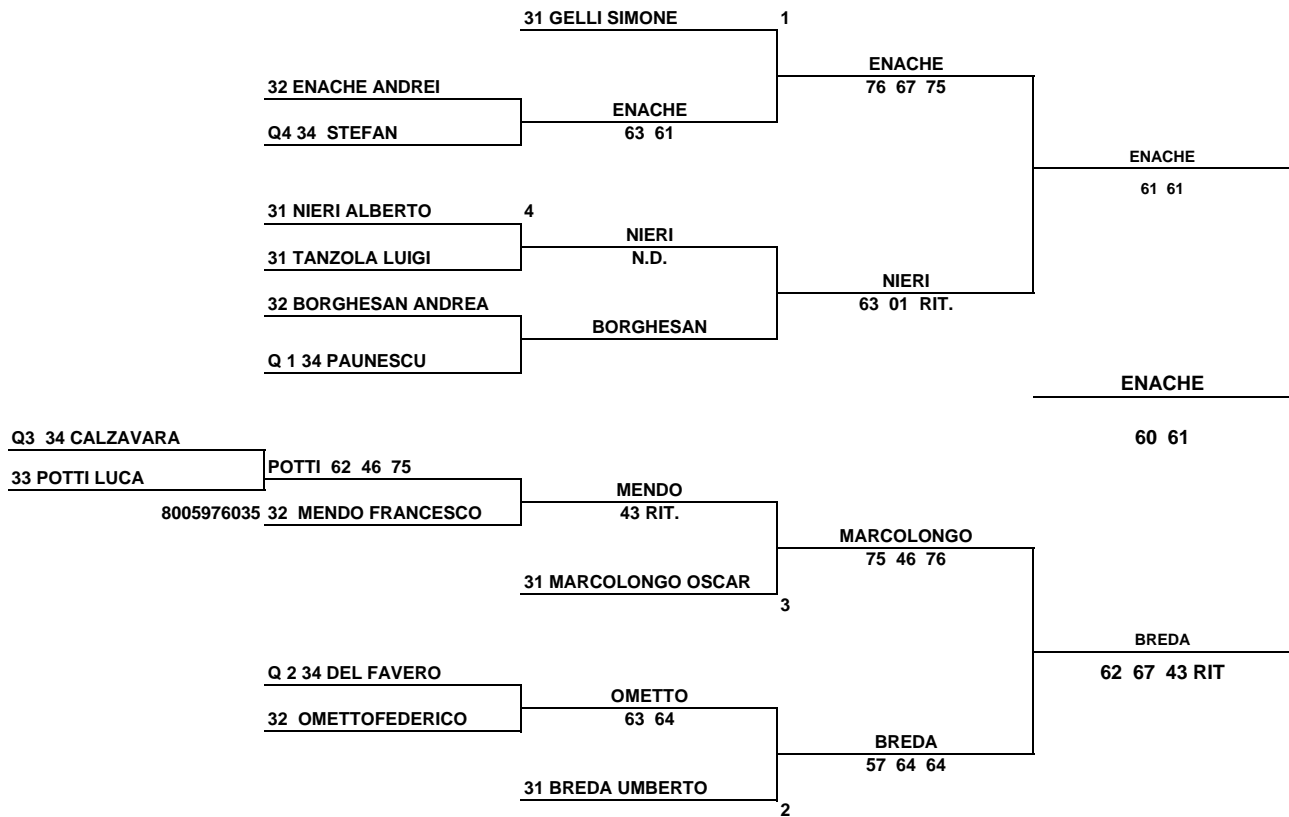 31 GELLI SIMONE 1
ENACHE
76 67 75
32 ENACHE ANDREI
ENACHE
63 61
Q4 34 STEFAN
ENACHE
61 61
31 NIERI ALBERTO 4
NIERI
N.D.
31 TANZOLA LUIGI
NIERI
63 01 RIT.
32 BORGHESAN ANDREA
BORGHESAN
Q 1 34 PAUNESCU
ENACHE
60 61
Q3 34 CALZAVARA
33 POTTI LUCA
POTTI 62 46 75
MENDO
43 RIT.
8005976035 32 MENDO FRANCESCO
MARCOLONGO
75 46 76
31 MARCOLONGO OSCAR
3
BREDA
62 67 43 RIT
Q 2 34 DEL FAVERO
OMETTO
63 64
32 OMETTOFEDERICO
BREDA
57 64 64
31 BREDA UMBERTO
2